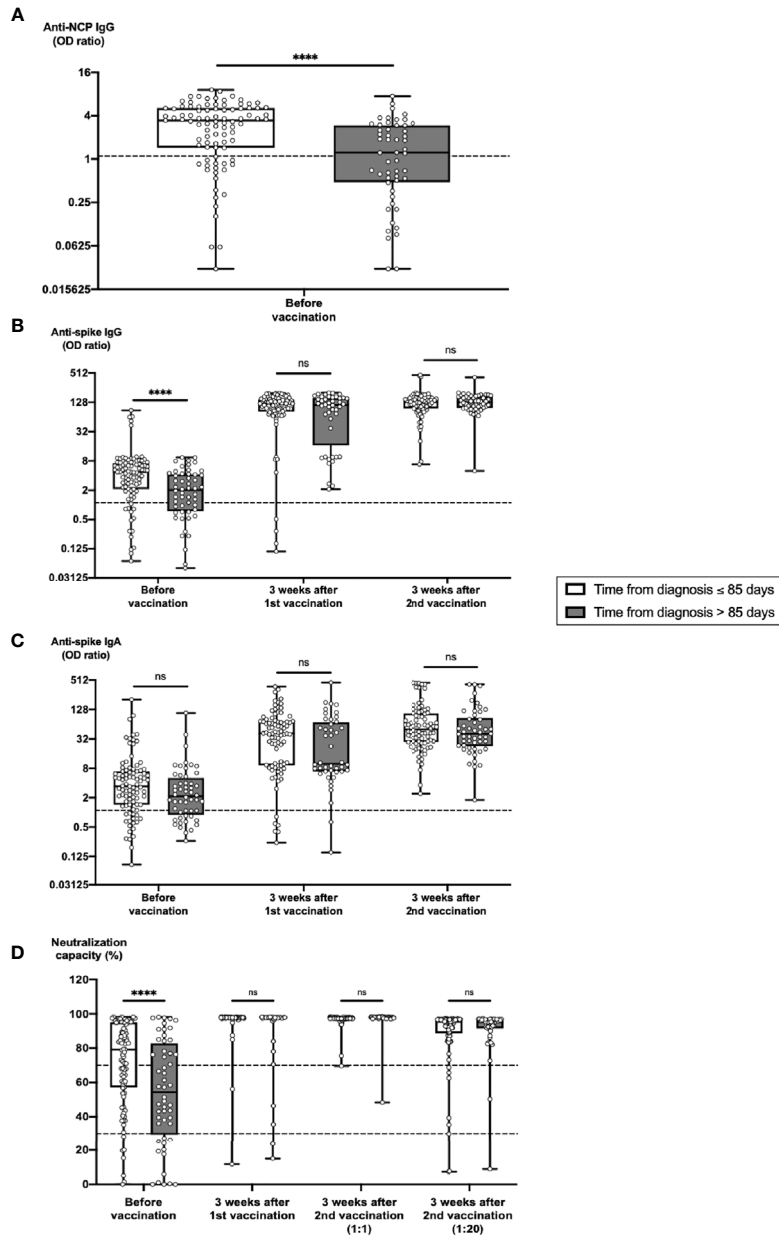 A
Anti-NCP IgG
(OD ratio)
****
16
4
1
0.25
0.0625
0.015625
Before
vaccination
B
Anti-spike IgG
(OD ratio)
****
ns
ns
512
128
32
8
2
0.5
0.125
0.03125
Before
vaccination
3 weeks after
1st vaccination
3 weeks after
2nd vaccination
Time from diagnosis ≤ 85 days
Time from diagnosis > 85 days
C
Anti-spike IgA
(OD ratio)
ns
ns
ns
512
128
32
8
2
0.5
0.125
0.03125
Before
vaccination
3 weeks after
1st vaccination
3 weeks after
2nd vaccination
D
Neutralization
capacity (%)
****
ns
ns
ns
120
100
80
60
40
20
0
Before
vaccination
3 weeks after
1st vaccination
3 weeks after
2nd vaccination
(1:1)
3 weeks after
2nd vaccination
(1:20)